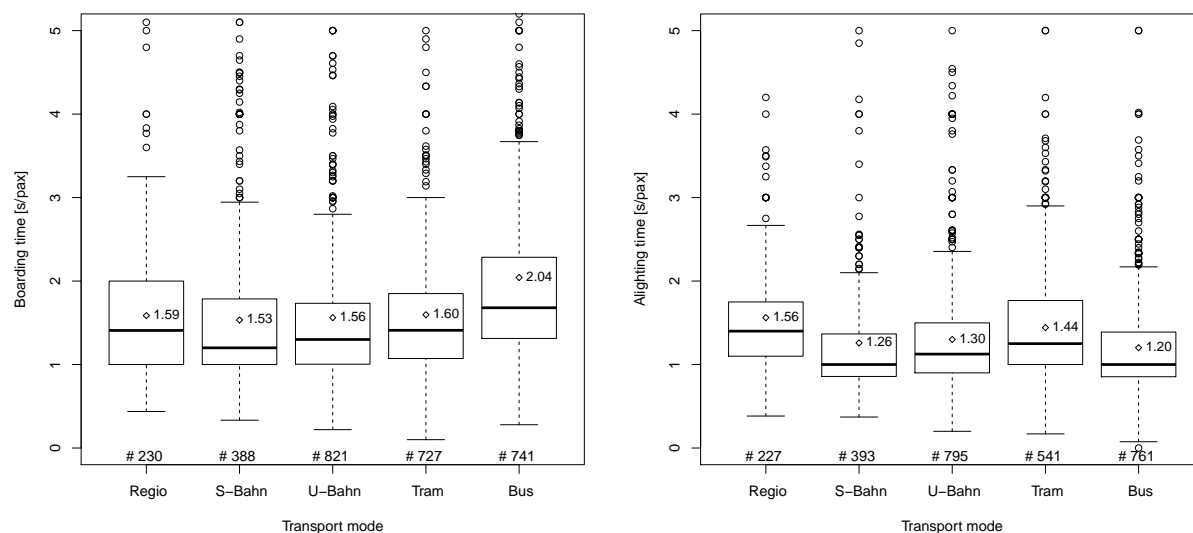 Boarding time [s/pax]
5
4
3
2
1
0
1.59
1.53
1.56
1.60
2.04
# 230
# 388
# 821
# 727
# 741
Regio
S−Bahn
U−Bahn
Tram
Bus
Transport mode
Alighting time [s/pax]
5
4
3
2
1
0
1.56
1.26
1.30
1.44
1.20
# 227
# 393
# 795
# 541
# 761
Regio
S−Bahn
U−Bahn
Tram
Bus
Transport mode